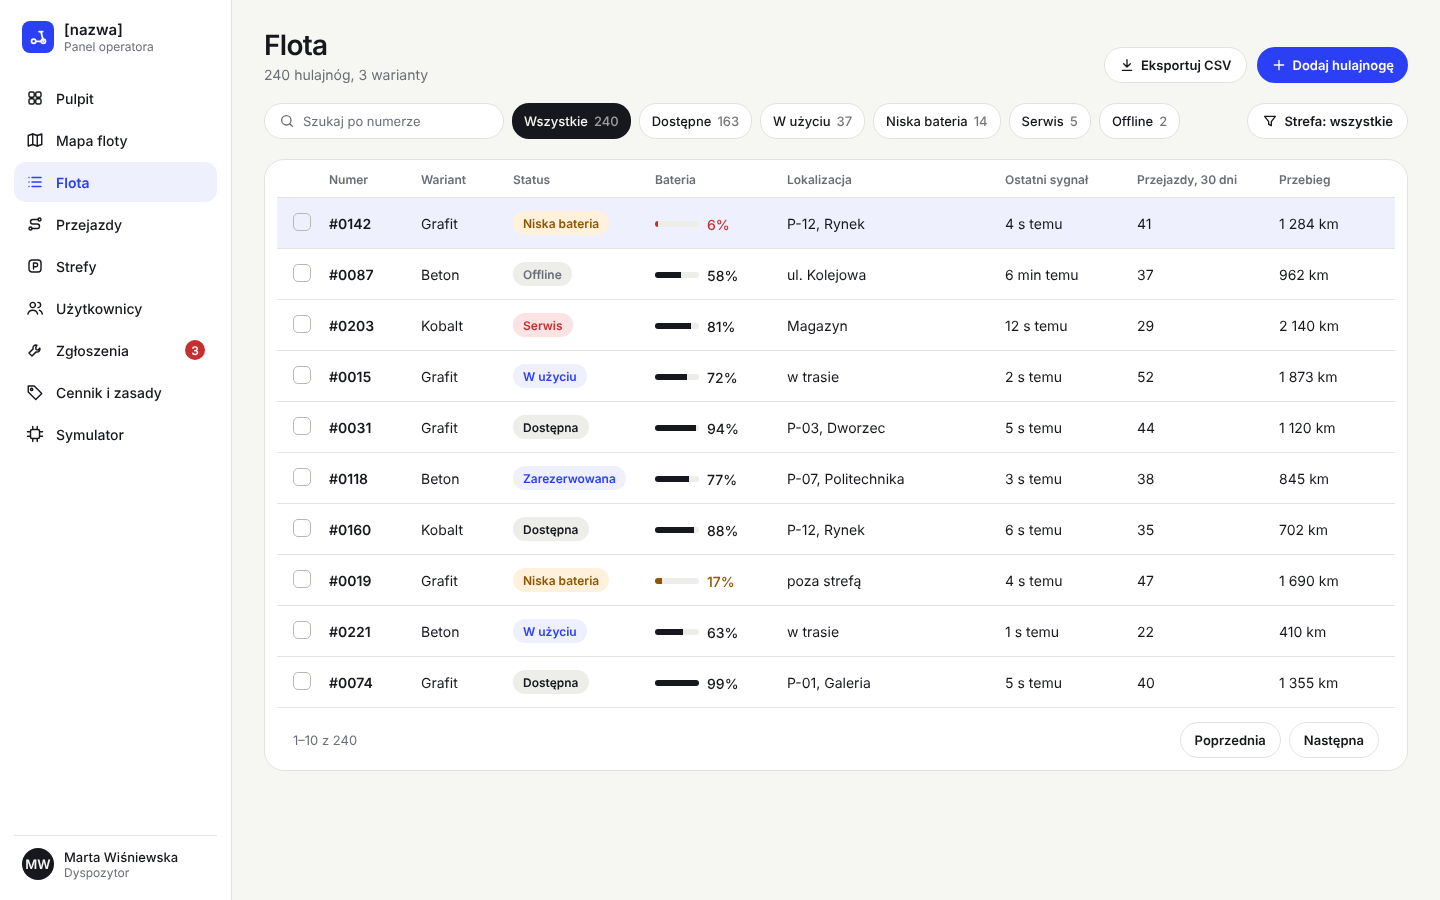 [nazwa]
Panel operatora
Pulpit
Mapa floty
Flota
Przejazdy
Strefy
Użytkownicy
Zgłoszenia 3
Cennik i zasady
Symulator
MW
Marta Wiśniewska
Dyspozytor
Flota
240 hulajnóg, 3 warianty
Eksportuj CSV
Dodaj hulajnogę
Szukaj po numerze
Wszystkie 240
Dostępne 163
W użyciu 37
Niska bateria 14
Serwis 5
Offline 2
Strefa: wszystkie
Numer Wariant Status Bateria Lokalizacja Ostatni sygnał Przejazdy, 30 dni Przebieg
#0142 Grafit Niska bateria 6% P-12, Rynek 4 s temu 41 1 284 km
#0087 Beton Offline 58% ul. Kolejowa 6 min temu 37 962 km
#0203 Kobalt Serwis 81% Magazyn 12 s temu 29 2 140 km
#0015 Grafit W użyciu 72% w trasie 2 s temu 52 1 873 km
#0031 Grafit Dostępna 94% P-03, Dworzec 5 s temu 44 1 120 km
#0118 Beton Zarezerwowana 77% P-07, Politechnika 3 s temu 38 845 km
#0160 Kobalt Dostępna 88% P-12, Rynek 6 s temu 35 702 km
#0019 Grafit Niska bateria 17% poza strefą 4 s temu 47 1 690 km
#0221 Beton W użyciu 63% w trasie 1 s temu 22 410 km
#0074 Grafit Dostępna 99% P-01, Galeria 5 s temu 40 1 355 km
1–10 z 240
Poprzednia
Następna